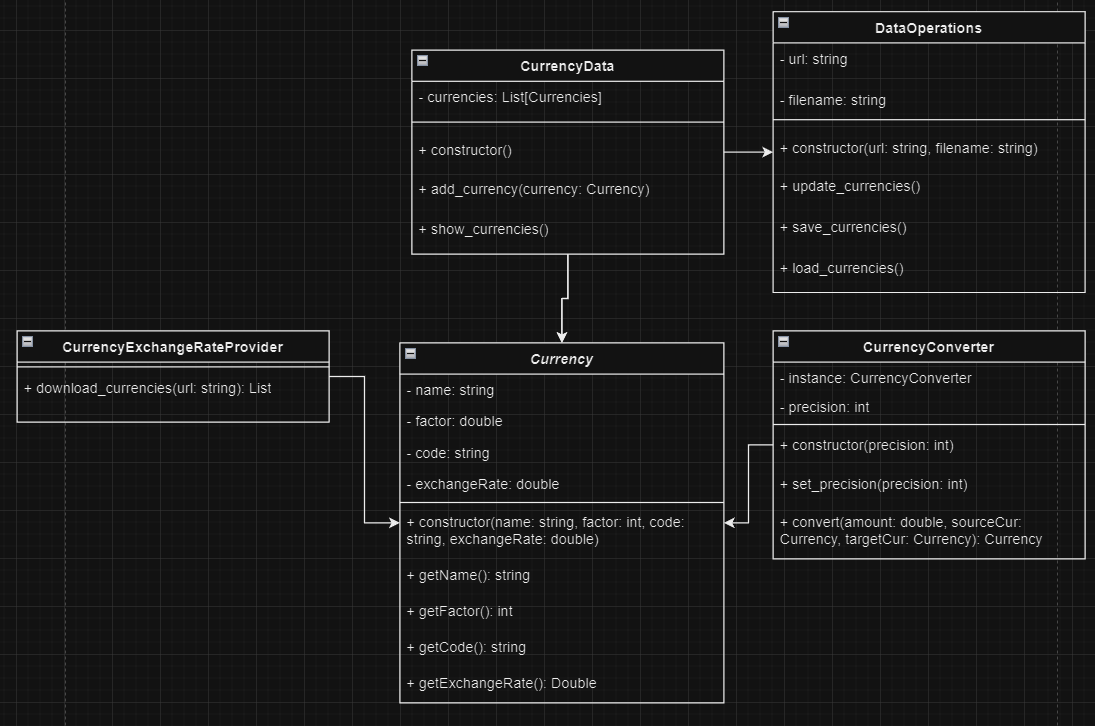 DataOperations
- url: string
- filename: string
+ constructor(url: string, filename: string)
+ update_currencies()
+ save_currencies()
+ load_currencies()
CurrencyData
- currencies: List[Currencies]
+ constructor()
+ add_currency(currency: Currency)
+ show_currencies()
CurrencyExchangeRateProvider
+ download_currencies(url: string): List
Currency
- name: string
- factor: double
- code: string
- exchangeRate: double
+ constructor(name: string, factor: int, code:
string, exchangeRate: double)
+ getName(): string
+ getFactor(): int
+ getCode(): string
+ getExchangeRate(): Double
CurrencyConverter
- instance: CurrencyConverter
- precision: int
+ constructor(precision: int)
+ set_precision(precision: int)
+ convert(amount: double, sourceCur:
Currency, targetCur: Currency): Currency